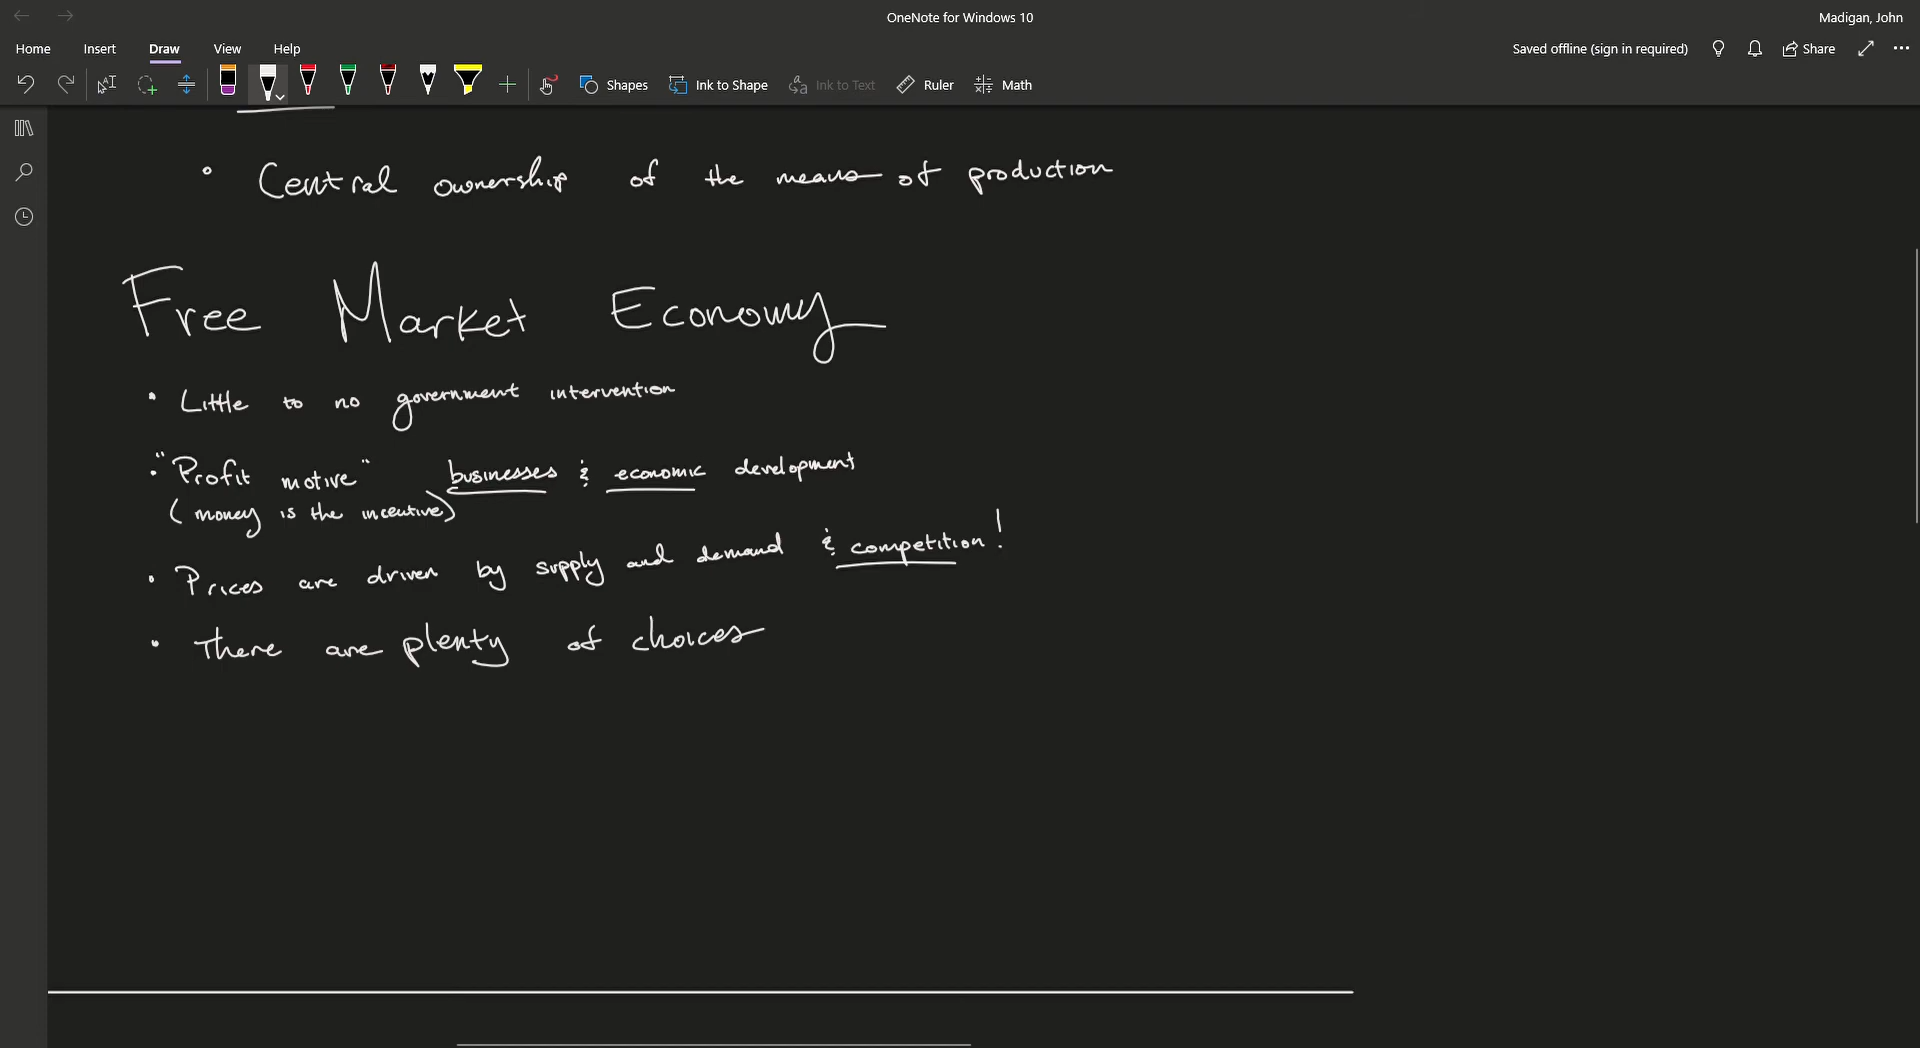 OneNote for Windows 10
Madigan, John
Home Insert Draw View Help
Saved offline (sign in required) Share
Shapes Ink to Shape Ink to Text Ruler Math
• Central ownership of the means of production
Free Market Economy
• Little to no government intervention
• "Profit motive" businesses & economic development
(money is the incentive)
• Prices are driven by supply and demand & competition!
• There are plenty of choices